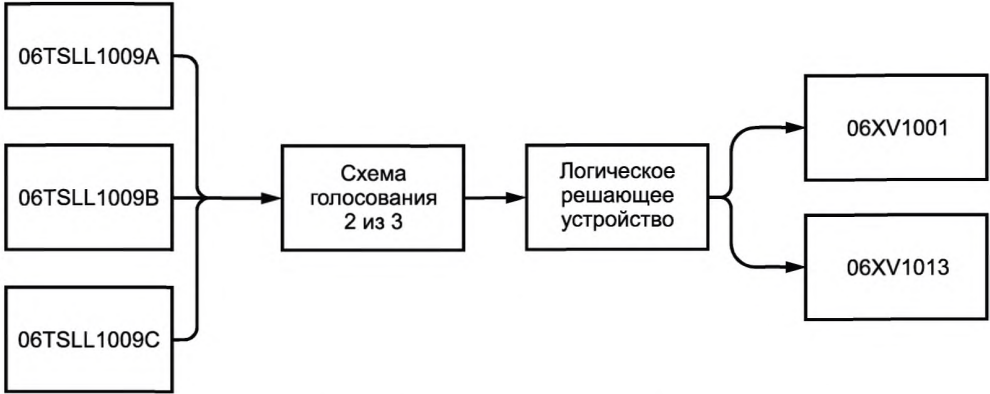 06TSLL1009A
06TSLL1009B
06TSLL1009C
Схема
голосования
2 из 3
Логическое
решающее
устройство
06XV1001
06XV1013